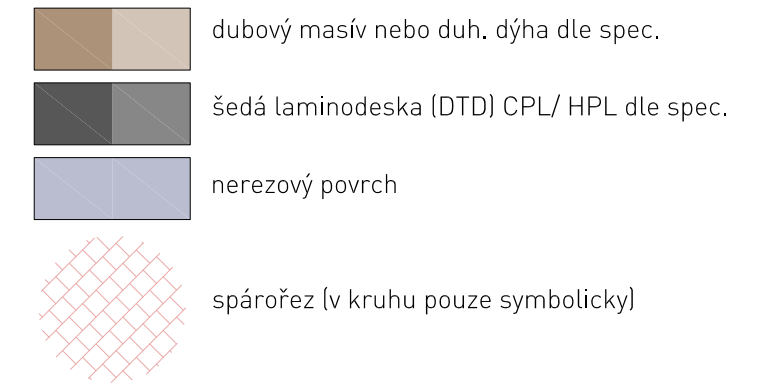 dubový masív nebo duh. dýha dle spec.
šedá laminodeska (DTD) CPL/ HPL dle spec.
nerezový povrch
spárořez (v kruhu pouze symbolicky)